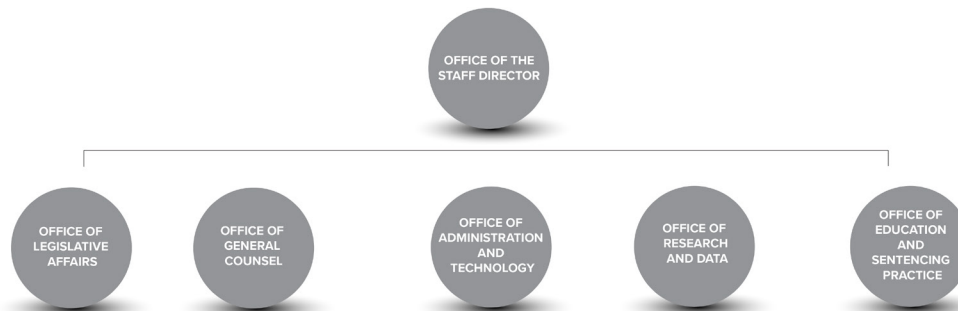 OFFICE OF THE
STAFF DIRECTOR
OFFICE OF
LEGISLATIVE
AFFAIRS
OFFICE OF
GENERAL
COUNSEL
OFFICE OF
ADMINISTRATION
AND
TECHNOLOGY
OFFICE OF
RESEARCH
AND DATA
OFFICE OF
EDUCATION
AND
SENTENCING
PRACTICE